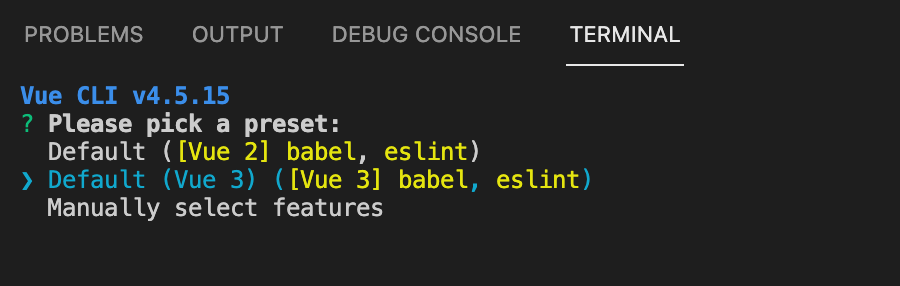 PROBLEMS OUTPUT DEBUG CONSOLE TERMINAL
Vue CLI v4.5.15
? Please pick a preset:
Default ([Vue 2] babel, eslint)
❯ Default (Vue 3) ([Vue 3] babel, eslint)
Manually select features